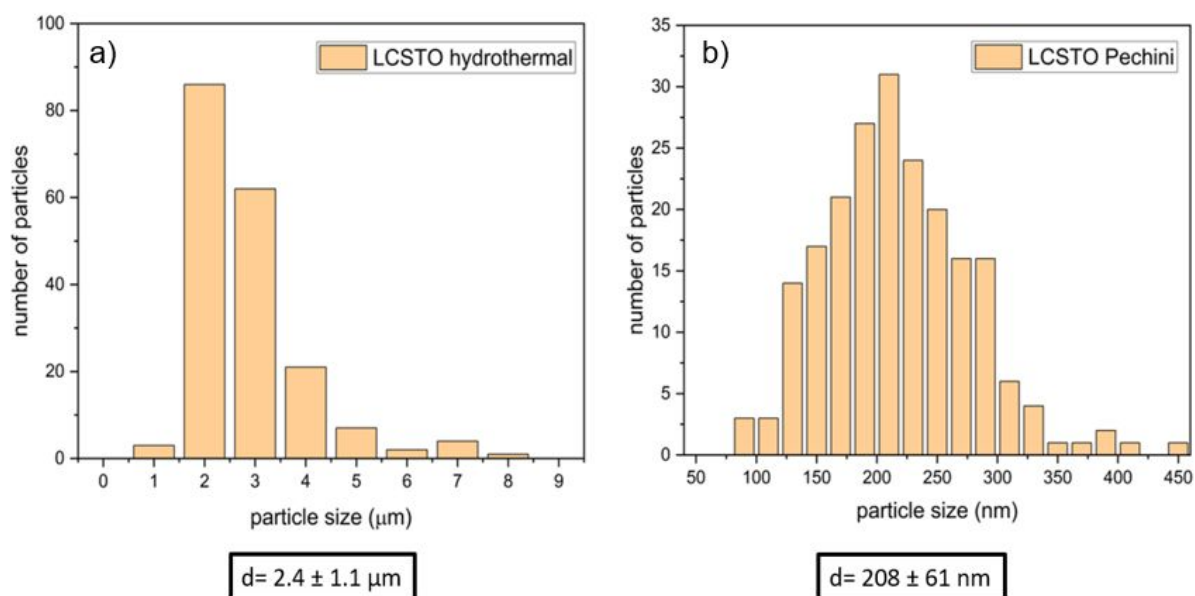 a)
LCSTO hydrothermal
number of particles
100
80
60
40
20
0
0 1 2 3 4 5 6 7 8 9
particle size (μm)
d= 2.4 ± 1.1 μm
b)
LCSTO Pechini
number of particles
35
30
25
20
15
10
5
0
50 100 150 200 250 300 350 400 450
particle size (nm)
d= 208 ± 61 nm